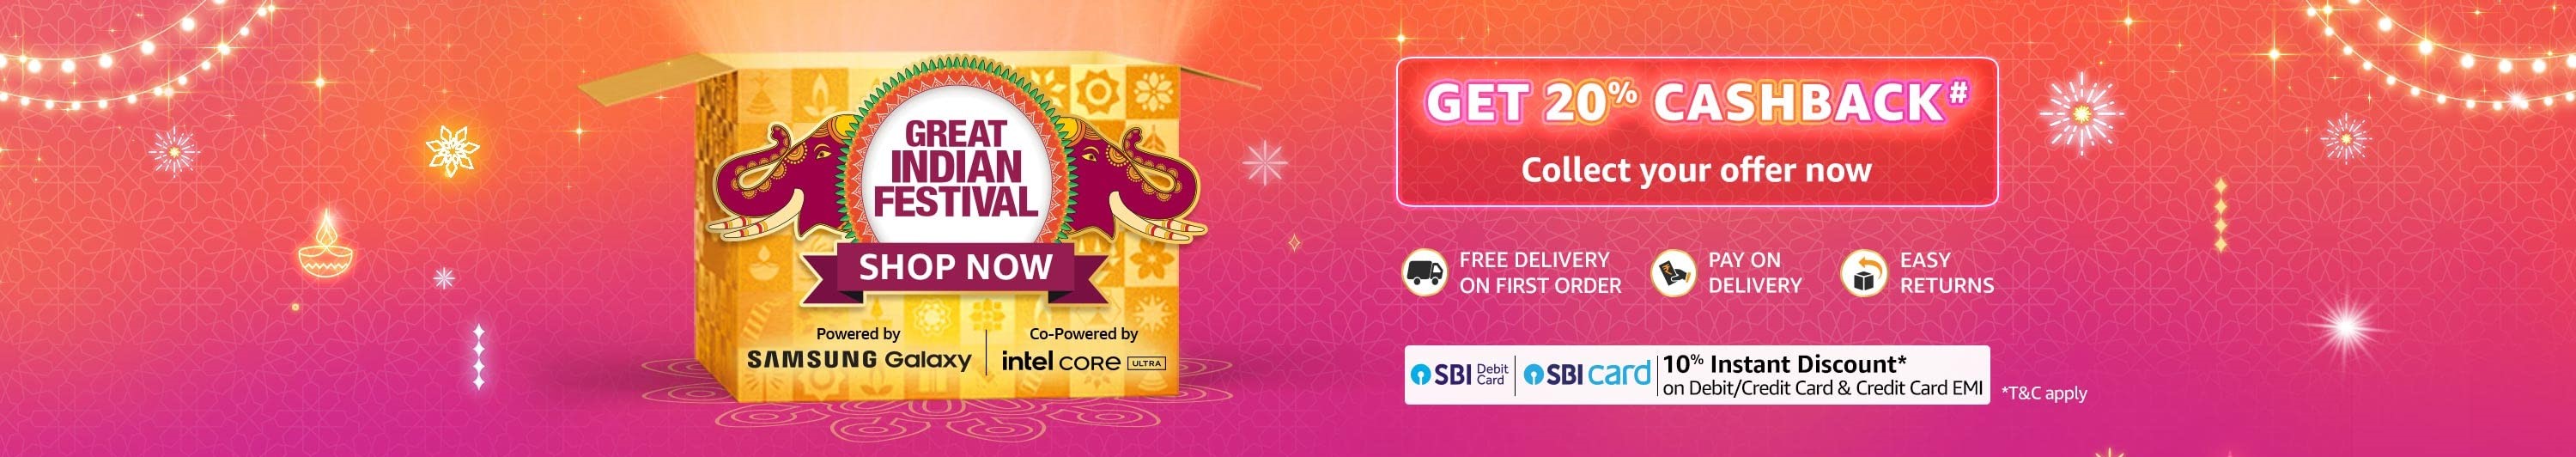 GREAT
INDIAN
FESTIVAL
SHOP NOW
Powered by
SAMSUNG Galaxy
Co-Powered by
intel CORE ULTRA
GET 20% CASHBACK#
Collect your offer now
FREE DELIVERY
ON FIRST ORDER
PAY ON
DELIVERY
EASY
RETURNS
SBI Debit
Card
SBI card
10% Instant Discount*
on Debit/Credit Card & Credit Card EMI
*T&C apply